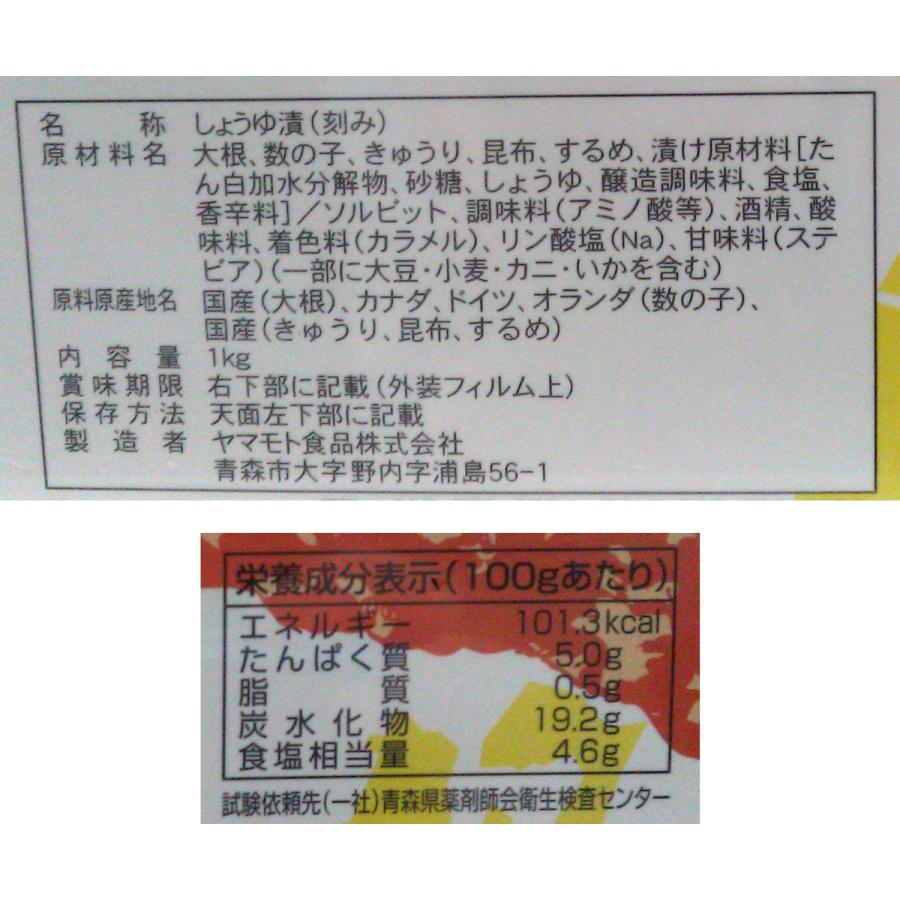 名称 しょうゆ漬(刻み)
原材料名 大根、数の子、きゅうり、昆布、するめ、漬け原材料[た
ん白加水分解物、砂糖、しょうゆ、醸造調味料、食塩、
香辛料]/ソルビット、調味料(アミノ酸等)、酒精、酸
味料、着色料(カラメル)、リン酸塩(Na)、甘味料(ステ
ビア)(一部に大豆・小麦・カニ・いかを含む)
原料原産地名 国産(大根)、カナダ、ドイツ、オランダ(数の子)、
国産(きゅうり、昆布、するめ)
内容量 1kg
賞味期限 右下部に記載(外装フィルム上)
保存方法 天面左下部に記載
製造者 ヤマモト食品株式会社
青森市大字野内字浦島56-1
栄養成分表示(100gあたり)
エネルギー 101.3kcal
たんぱく質 5.0g
脂質 0.5g
炭水化物 19.2g
食塩相当量 4.6g
試験依頼先(一社)青森県薬剤師会衛生検査センター